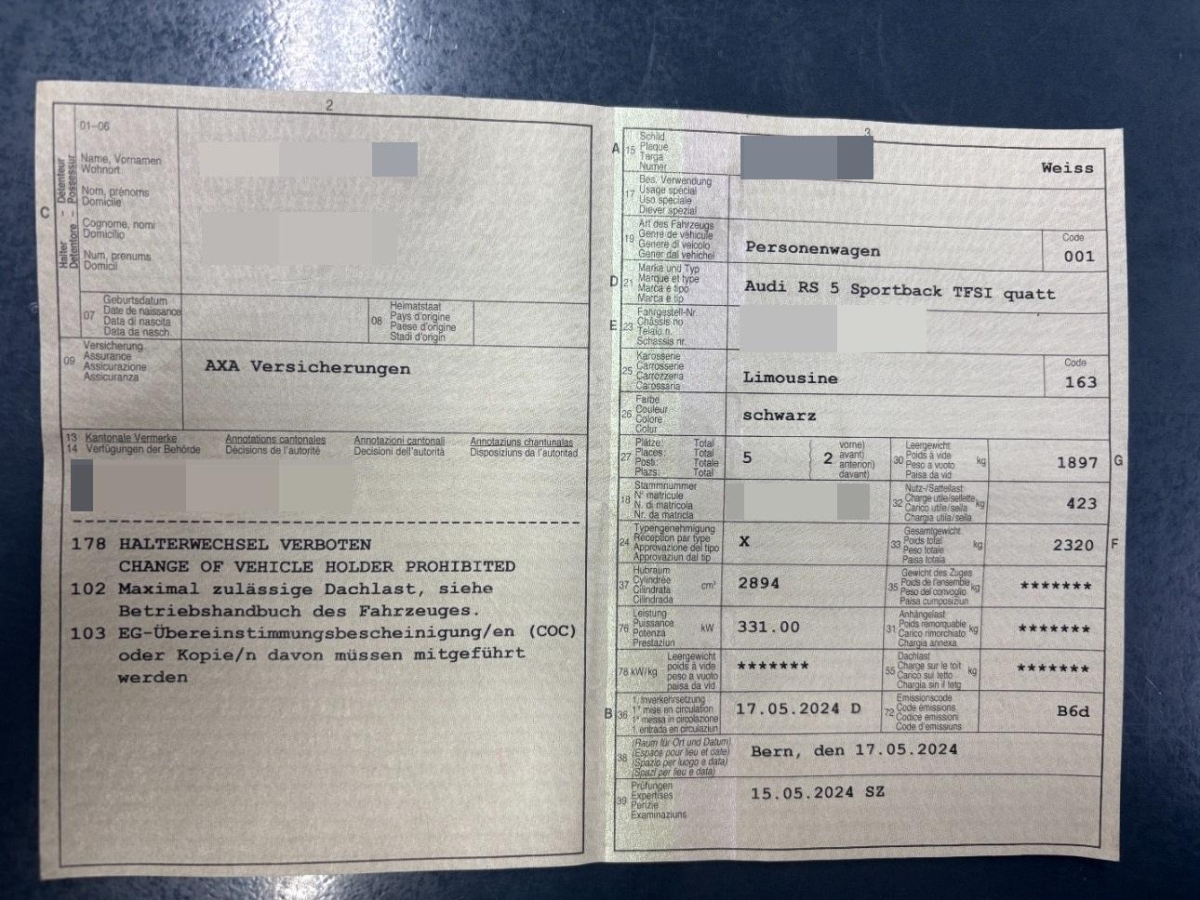 2
01–06
C
Halter - Détenteur
Detentore - Possessur
Name, Vornamen
Wohnort
Nom, prénoms
Domicile
Cognome, nomi
Domicilio
Num, prenums
Domicil
07
Geburtsdatum
Date de naissance
Data di nascita
Data da nasch.
08
Heimatstaat
Pays d'origine
Paese d'origine
Stadi d'origin
09
Versicherung
Assurance
Assicurazione
Assicuranza
AXA Versicherungen
13 Kantonale Vermerke Annotations cantonales Annotazioni cantonali Annotaziuns chantunalas
14 Verfügungen der Behörde Décisions de l'autorité Decisioni dell'autorità Disposiziuns da l'autoritad
178 HALTERWECHSEL VERBOTEN
CHANGE OF VEHICLE HOLDER PROHIBITED
102 Maximal zulässige Dachlast, siehe
Betriebshandbuch des Fahrzeuges.
103 EG-Übereinstimmungsbescheinigung/en (COC)
oder Kopie/n davon müssen mitgeführt
werden
3
A 15
Schild
Plaque
Targa
Numer
Weiss
17
Bes. Verwendung
Usage spécial
Uso speciale
Diever spezial
19
Art des Fahrzeugs
Genre de véhicule
Genere di veicolo
Gener dal vehichel
Personenwagen
Code
001
D 21
Marke und Typ
Marque et type
Marca e tipo
Marca e tip
Audi RS 5 Sportback TFSI quatt
E 23
Fahrgestell-Nr.
Châssis no
Telaio n.
Schassis nr.
25
Karosserie
Carrosserie
Carrozzeria
Carossaria
Limousine
Code
163
26
Farbe
Couleur
Colore
Colur
schwarz
27
Plätze: Total
Places: Total
Posti: Totale
Plazs: Total
5
2
vorne)
avant)
anteriori)
davant)
30
Leergewicht
Poids à vide
Peso a vuoto
Paisa da vid
kg
1897
G
18
Stammnummer
N° matricule
N. di matricola
Nr. da matricla
32
Nutz-/Sattellast
Charge utile/sellette
Carico utile/sella
Chargia utila/sella
kg
423
24
Typengenehmigung
Réception par type
Approvazione del tipo
Approvaziun dal tip
X
33
Gesamtgewicht
Poids total
Peso totale
Paisa totala
kg
2320
F
37
Hubraum
Cylindrée
Cilindrata
Cilindrada
cm³
2894
35
Gewicht des Zuges
Poids de l'ensemble
Peso del convoglio
Paisa cumposiziun
kg
*******
76
Leistung
Puissance
Potenza
Prestaziun
kW
331.00
31
Anhängelast
Poids remorquable
Carico rimorchiato
Chargia annexa
kg
*******
78 kW/kg
Leergewicht
poids à vide
peso a vuoto
paisa da vid
*******
55
Dachlast
Charge sur le toit
Carico sul tetto
Chargia sin il tetg
kg
*******
B 36
1. Inverkehrsetzung
1re mise en circulation
1a messa in circolazione
1. entrada en circulaziun
17.05.2024 D
72
Emissionscode
Code émissions
Codice emissioni
Code d'emissiuns
B6d
38
(Raum für Ort und Datum)
(Espace pour lieu et date)
(Spazio per luogo e data)
(Spazi per lieu e data)
Bern, den 17.05.2024
39
Prüfungen
Expertises
Perizie
Examinaziuns
15.05.2024 SZ